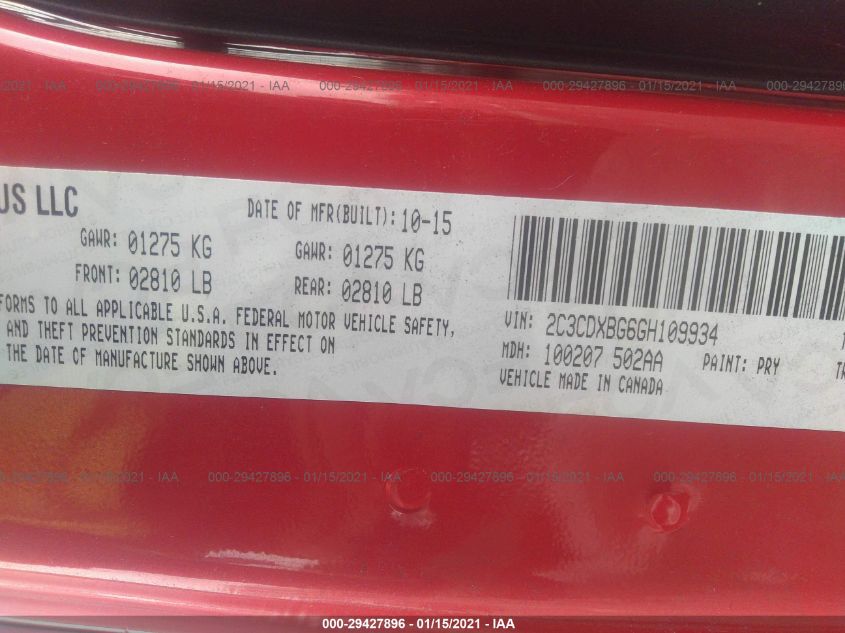 000-29427896 - 01/15/2021 - IAA
US LLC
DATE OF MFR(BUILT): 10-15
GAWR: 01275 KG GAWR: 01275 KG
FRONT: 02810 LB REAR: 02810 LB
FORMS TO ALL APPLICABLE U.S.A. FEDERAL MOTOR VEHICLE SAFETY,
AND THEFT PREVENTION STANDARDS IN EFFECT ON
THE DATE OF MANUFACTURE SHOWN ABOVE.
VIN: 2C3CDXBG6GH109934
MDH: 100207 502AA PAINT: PRY
VEHICLE MADE IN CANADA
000-29427896 - 01/15/2021 - IAA
000-29427896 - 01/15/2021 - IAA